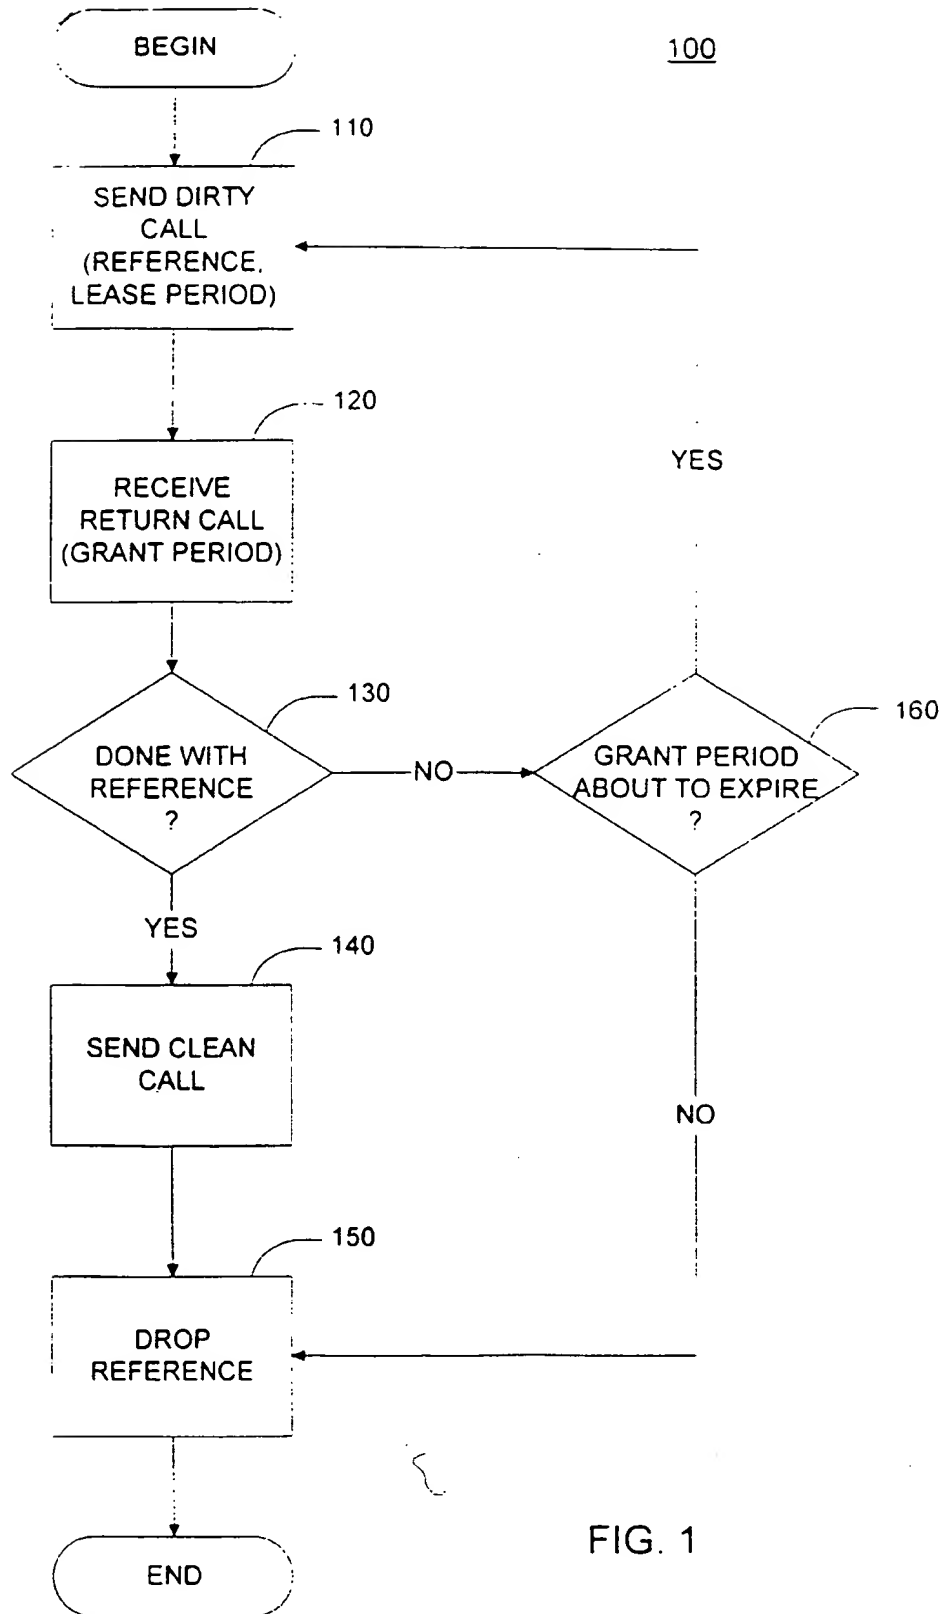 BEGIN
100
110
SEND DIRTY
CALL
(REFERENCE,
LEASE PERIOD)
120
RECEIVE
RETURN CALL
(GRANT PERIOD)
YES
130
DONE WITH
REFERENCE
?
NO
160
GRANT PERIOD
ABOUT TO EXPIRE
?
YES
140
SEND CLEAN
CALL
NO
150
DROP
REFERENCE
END
FIG. 1